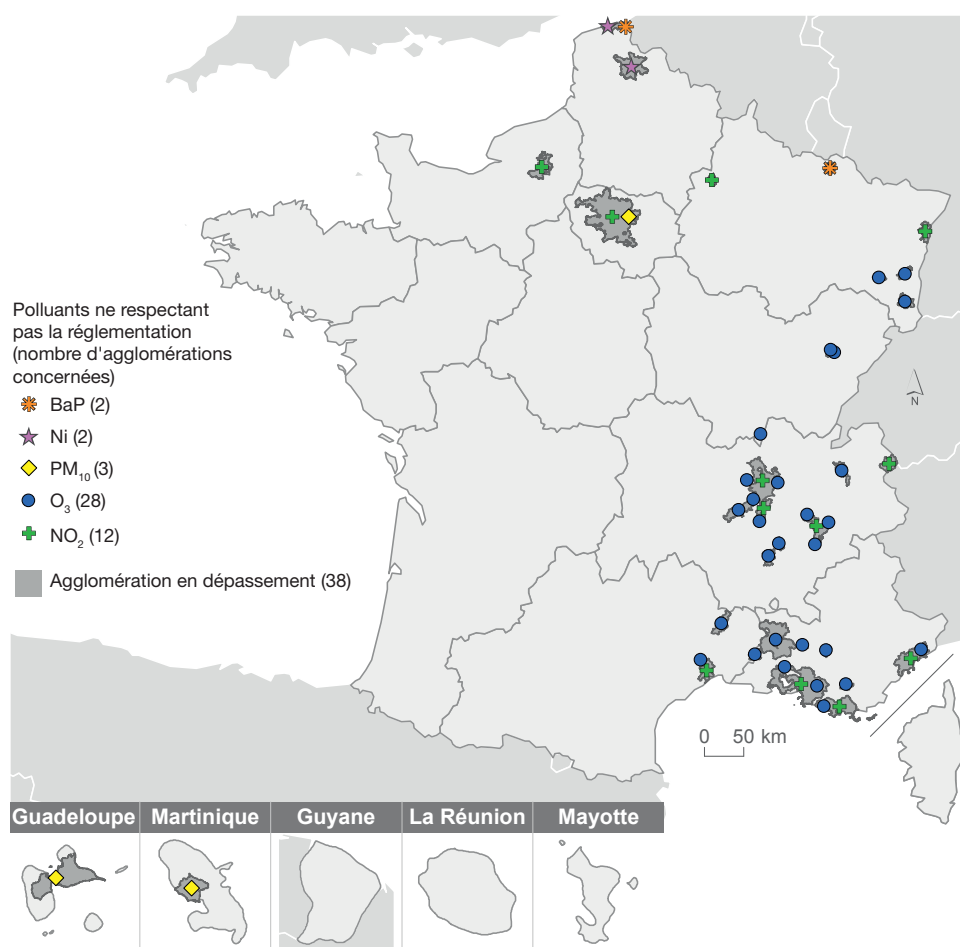 Polluants ne respectant
pas la réglementation
(nombre d'agglomérations
concernées)
BaP (2)
Ni (2)
PM₁₀ (3)
O₃ (28)
NO₂ (12)
Agglomération en dépassement (38)
N
0 50 km
Guadeloupe Martinique Guyane La Réunion Mayotte